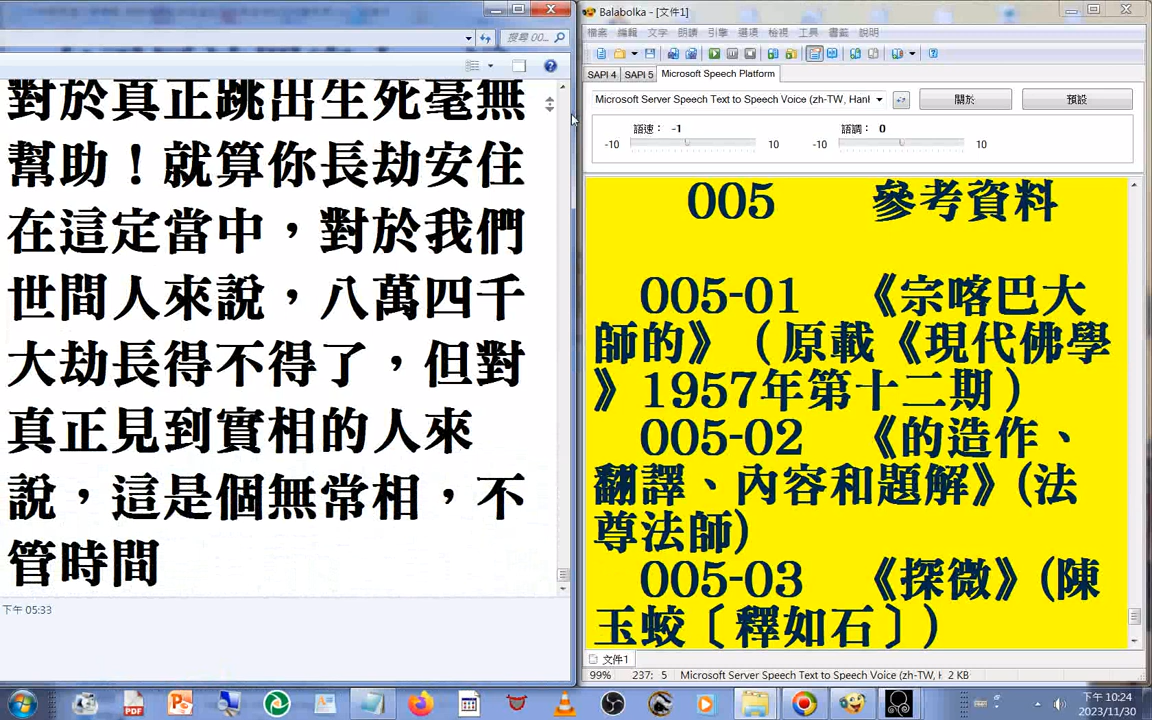 搜尋 00...
對於真正跳出生死毫無
幫助！就算你長劫安住
在這定當中，對於我們
世間人來說，八萬四千
大劫長得不得了，但對
真正見到實相的人來
說，這是個無常相，不
管時間
下午 05:33
Balabolka - [文件1]
檔案 編輯 文字 朗讀 引擎 選項 檢視 工具 書籤 說明
SAPI 4 SAPI 5 Microsoft Speech Platform
Microsoft Server Speech Text to Speech Voice (zh-TW, Hanl 關於 預設
語速： -1 語調： 0
-10 10 -10 10
005 參考資料
005-01 《宗喀巴大
師的》（原載《現代佛學
》1957年第十二期）
005-02 《的造作、
翻譯、內容和題解》(法
尊法師)
005-03 《探微》(陳
玉蛟〔釋如石〕)
文件1
99% 237: 5 Microsoft Server Speech Text to Speech Voice (zh-TW, H 2 KB
PDF
下午 10:24
2023/11/30